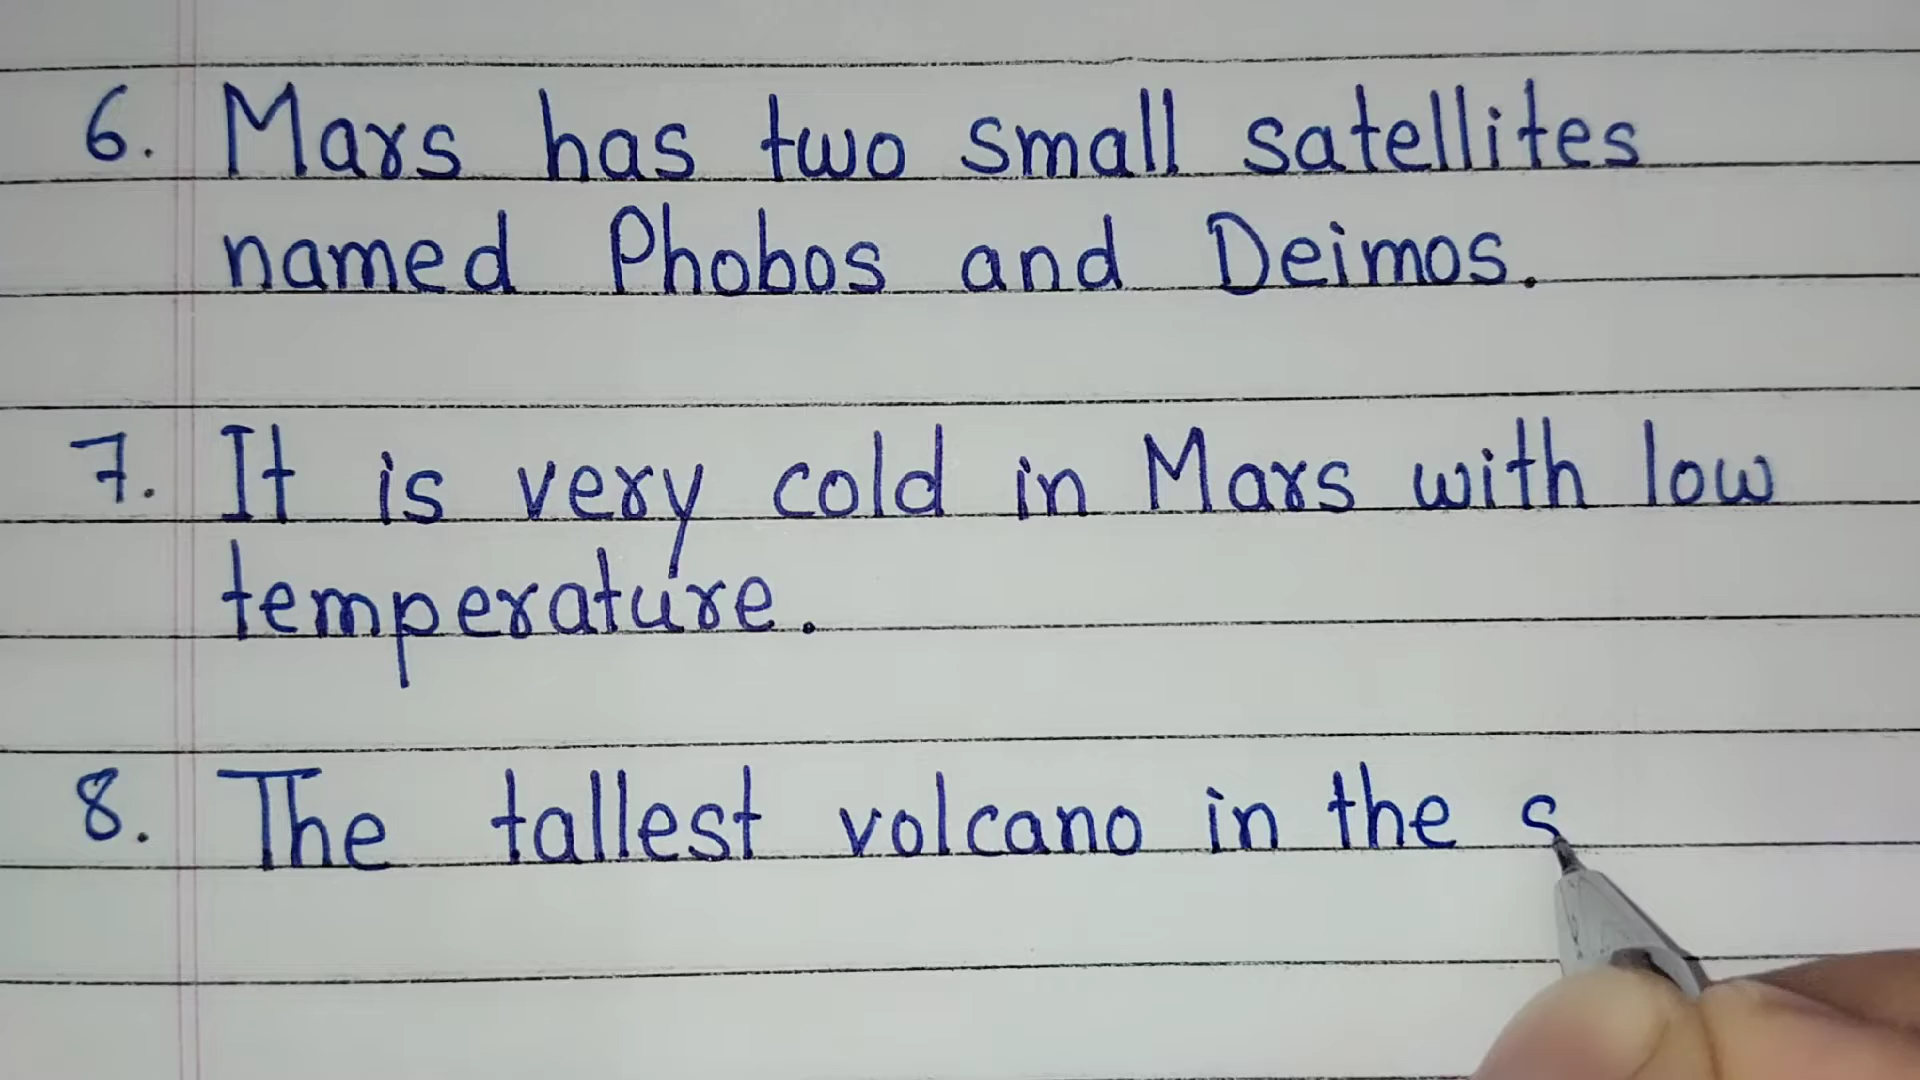 6. Mars has two small satellites
named Phobos and Deimos.
7. It is very cold in Mars with low
temperature.
8. The tallest volcano in the s